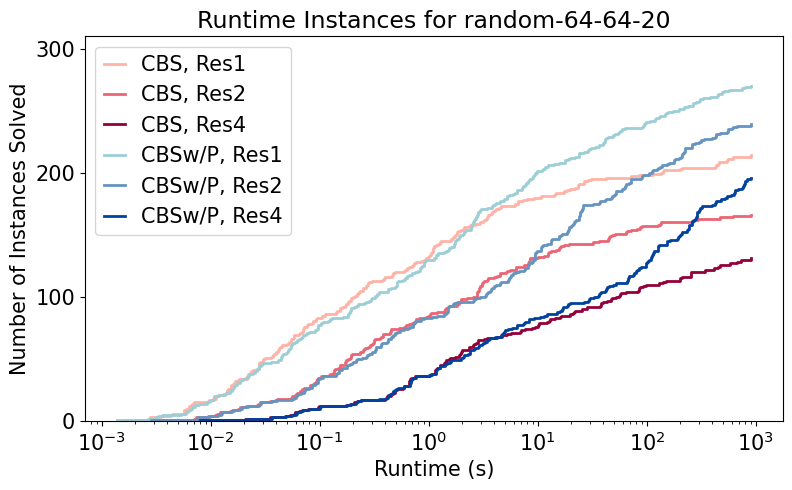 Runtime Instances for random-64-64-20
Number of Instances Solved
300
200
100
0
CBS, Res1
CBS, Res2
CBS, Res4
CBSw/P, Res1
CBSw/P, Res2
CBSw/P, Res4
10⁻³ 10⁻² 10⁻¹ 10⁰ 10¹ 10² 10³
Runtime (s)